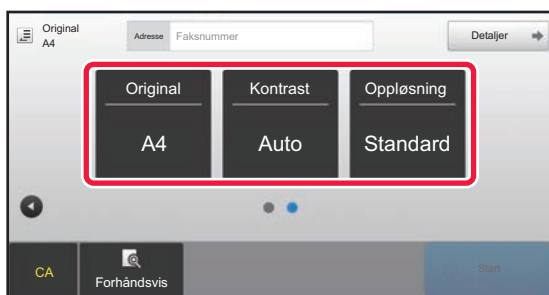 Original
A4
Adresse
Faksnummer
Detaljer
Original
Kontrast
Oppløsning
A4
Auto
Standard
CA
Forhåndsvis
Start